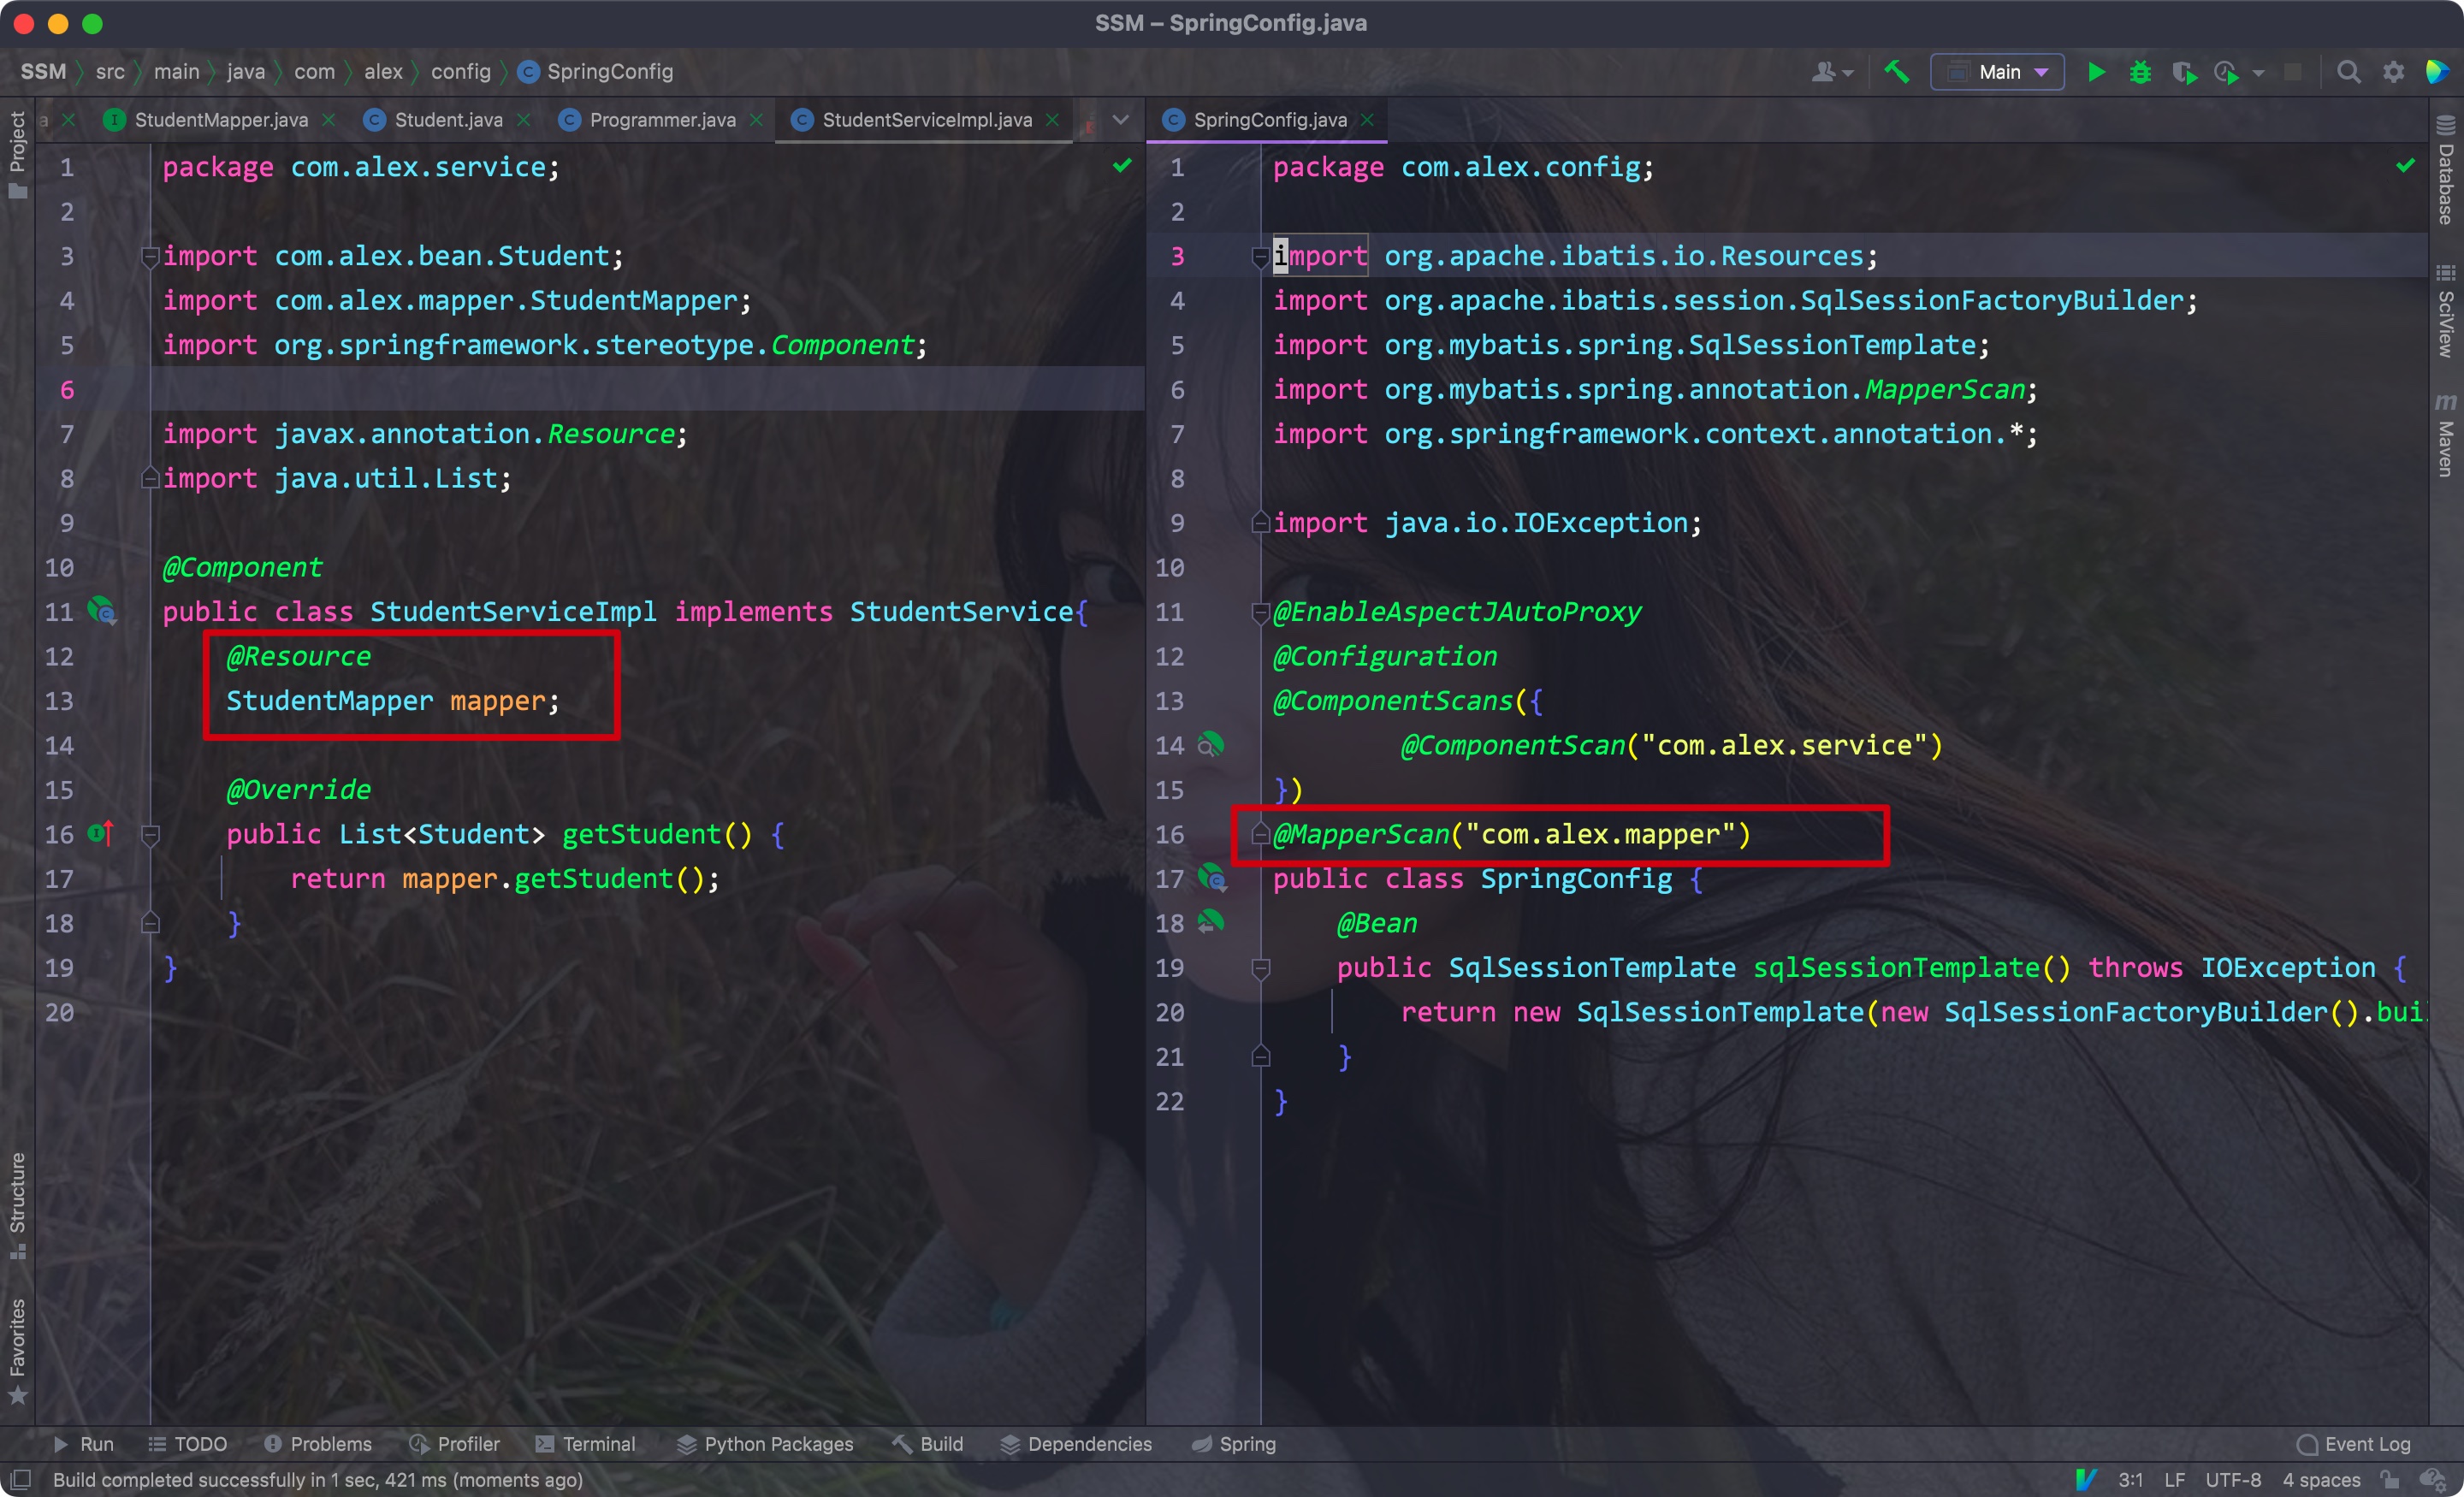 SSM – SpringConfig.java
SSM src main java com alex config SpringConfig
Main
StudentMapper.java Student.java Programmer.java StudentServiceImpl.java SpringConfig.java
Project
Structure
Favorites
1 package com.alex.service;
2
3 import com.alex.bean.Student;
4 import com.alex.mapper.StudentMapper;
5 import org.springframework.stereotype.Component;
6
7 import javax.annotation.Resource;
8 import java.util.List;
9
10 @Component
11 public class StudentServiceImpl implements StudentService{
12 @Resource
13 StudentMapper mapper;
14
15 @Override
16 public List<Student> getStudent() {
17 return mapper.getStudent();
18 }
19 }
20
1 package com.alex.config;
2
3 import org.apache.ibatis.io.Resources;
4 import org.apache.ibatis.session.SqlSessionFactoryBuilder;
5 import org.mybatis.spring.SqlSessionTemplate;
6 import org.mybatis.spring.annotation.MapperScan;
7 import org.springframework.context.annotation.*;
8
9 import java.io.IOException;
10
11 @EnableAspectJAutoProxy
12 @Configuration
13 @ComponentScans({
14 @ComponentScan("com.alex.service")
15 })
16 @MapperScan("com.alex.mapper")
17 public class SpringConfig {
18 @Bean
19 public SqlSessionTemplate sqlSessionTemplate() throws IOException {
20 return new SqlSessionTemplate(new SqlSessionFactoryBuilder().bui
21 }
22 }
Database
SciView
Maven
Run TODO Problems Profiler Terminal Python Packages Build Dependencies Spring Event Log
Build completed successfully in 1 sec, 421 ms (moments ago) 3:1 LF UTF-8 4 spaces